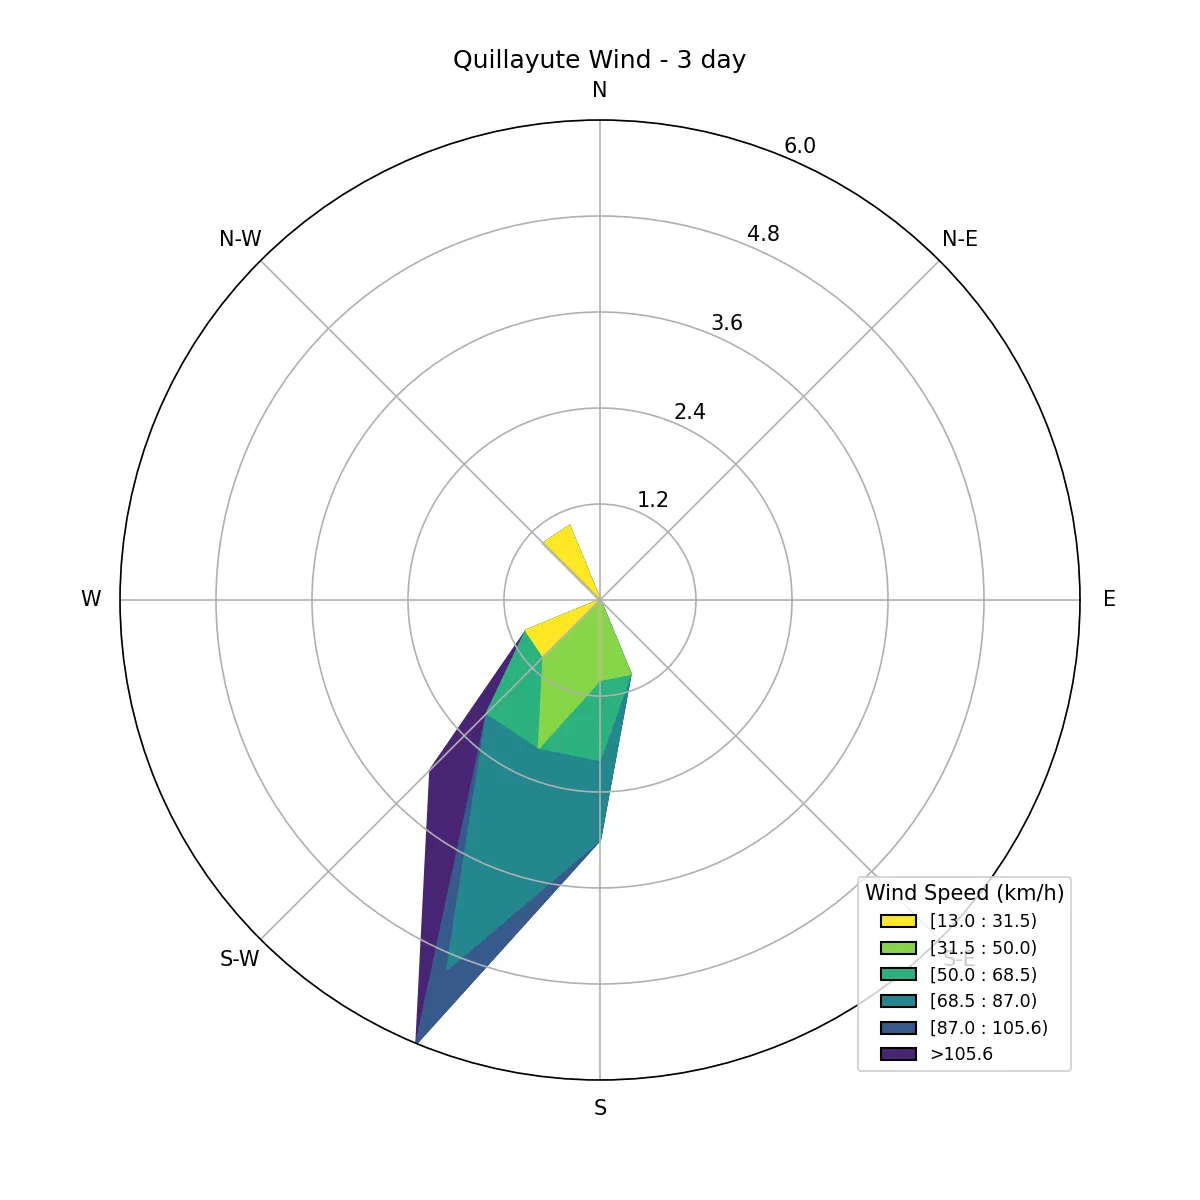 Quillayute Wind - 3 day
N
6.0
N-W
N-E
4.8
3.6
2.4
1.2
W
E
S-W
S-E
S
Wind Speed (km/h)
[13.0 : 31.5)
[31.5 : 50.0)
[50.0 : 68.5)
[68.5 : 87.0)
[87.0 : 105.6)
>105.6